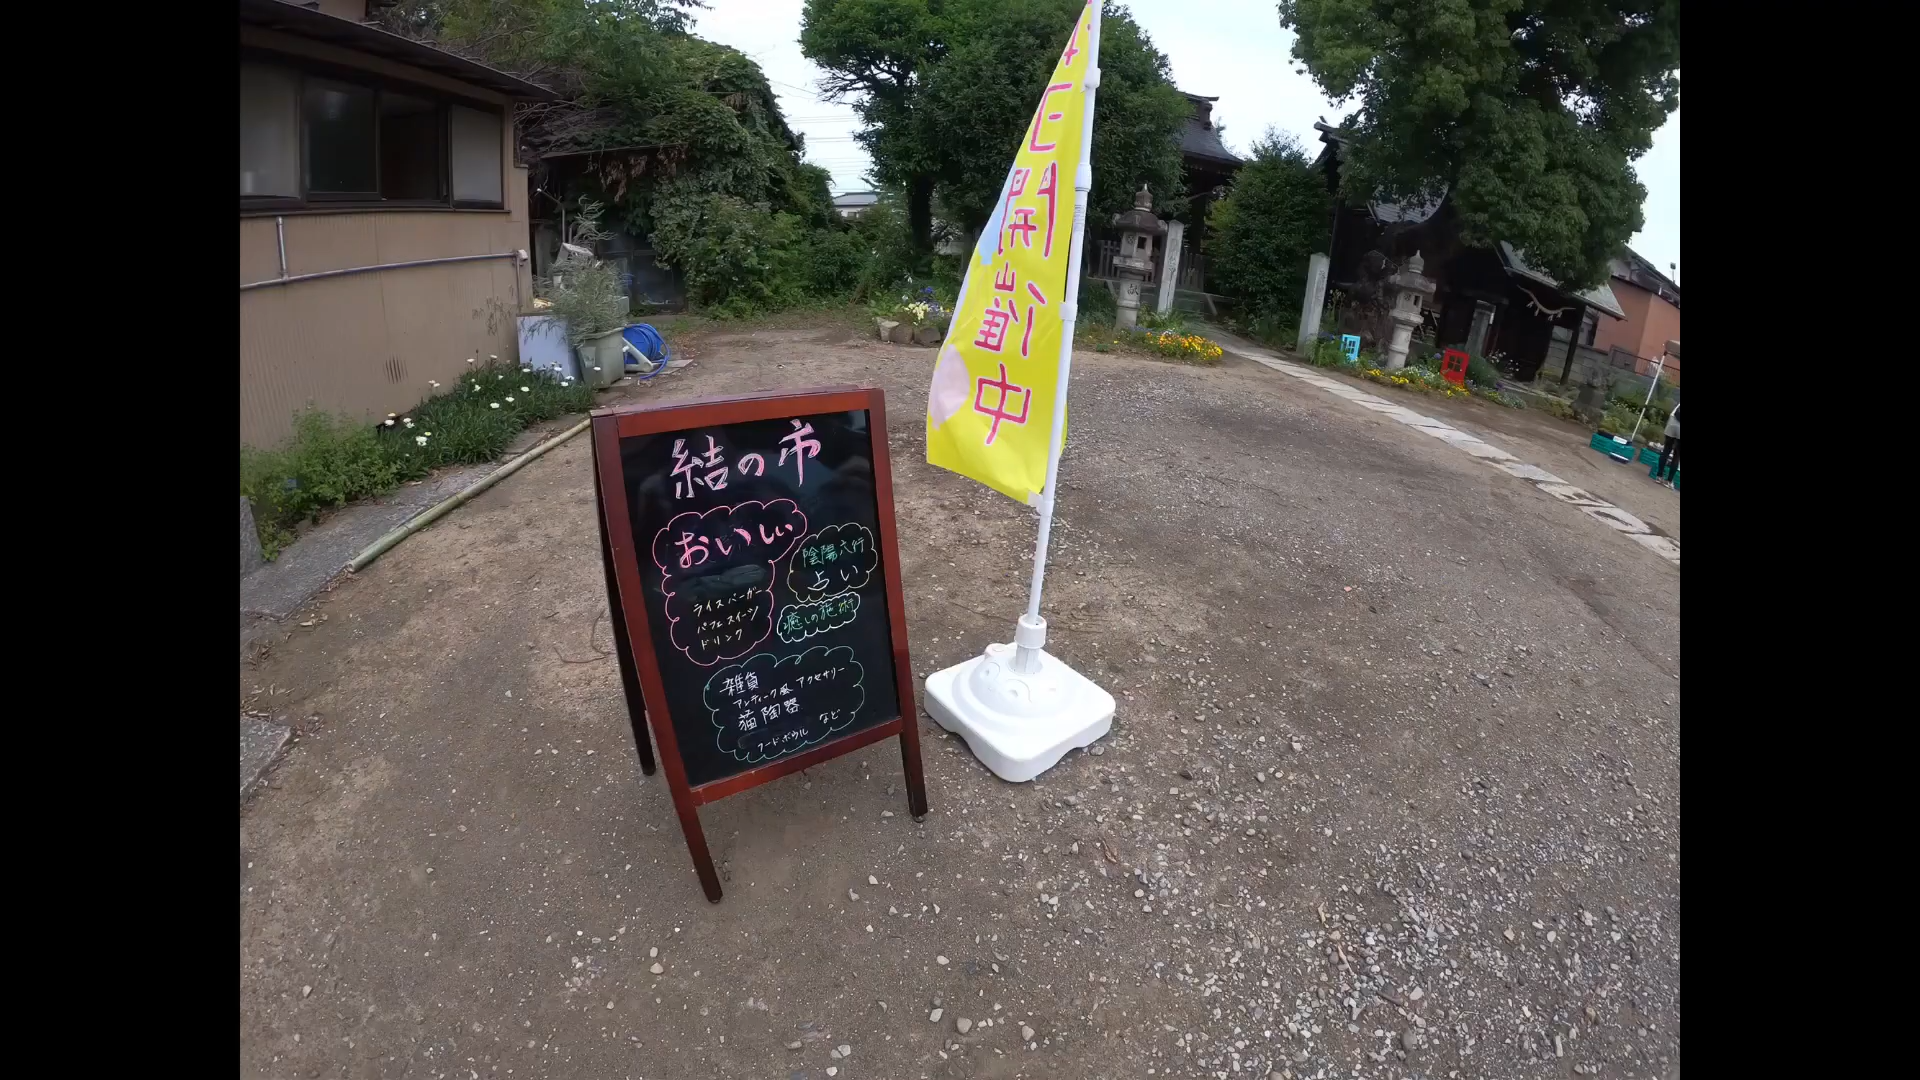 結の市
おいしい
ライスバーガー
パフェ スイーツ
ドリンク
陰陽六行
占い
癒しの施術
雑貨
アンティーク風 アクセサリー
猫陶器
など
フードボウル
開催中